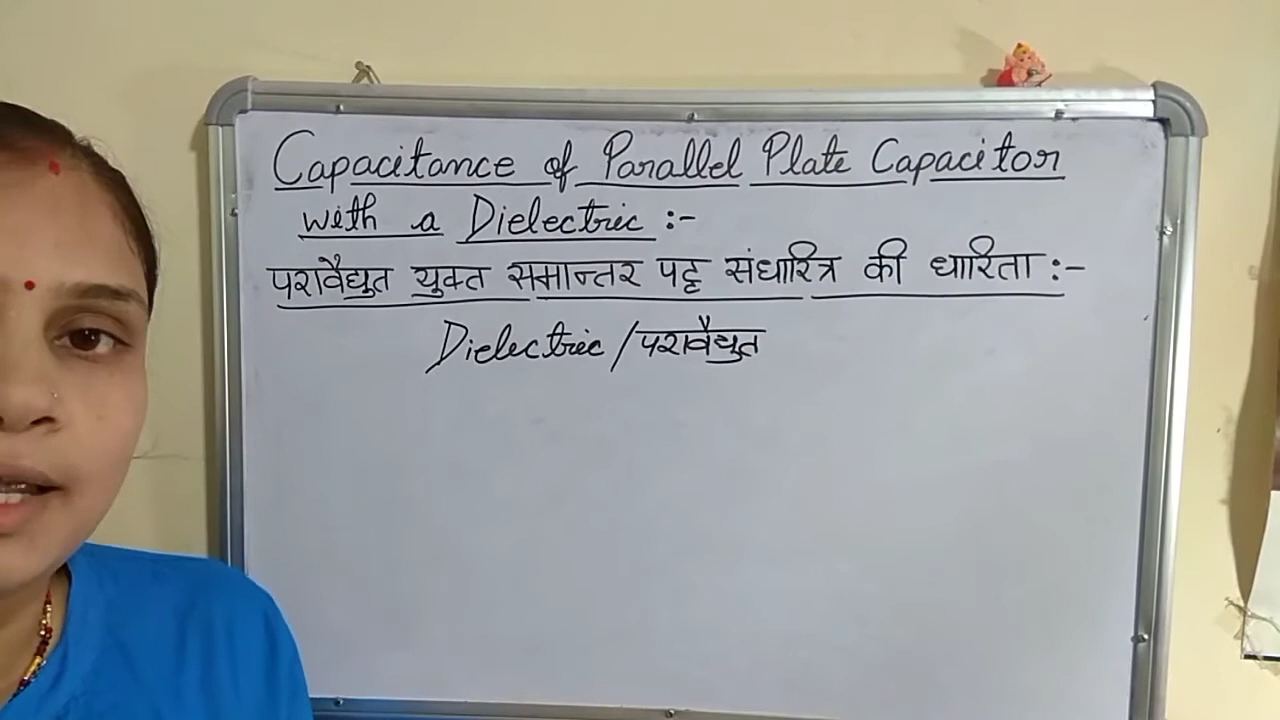 Capacitance of Parallel Plate Capacitor
with a Dielectric :-
परावैद्युत युक्त समान्तर पट्ट संधारित्र की धारिता :-
Dielectric / परावैद्युत